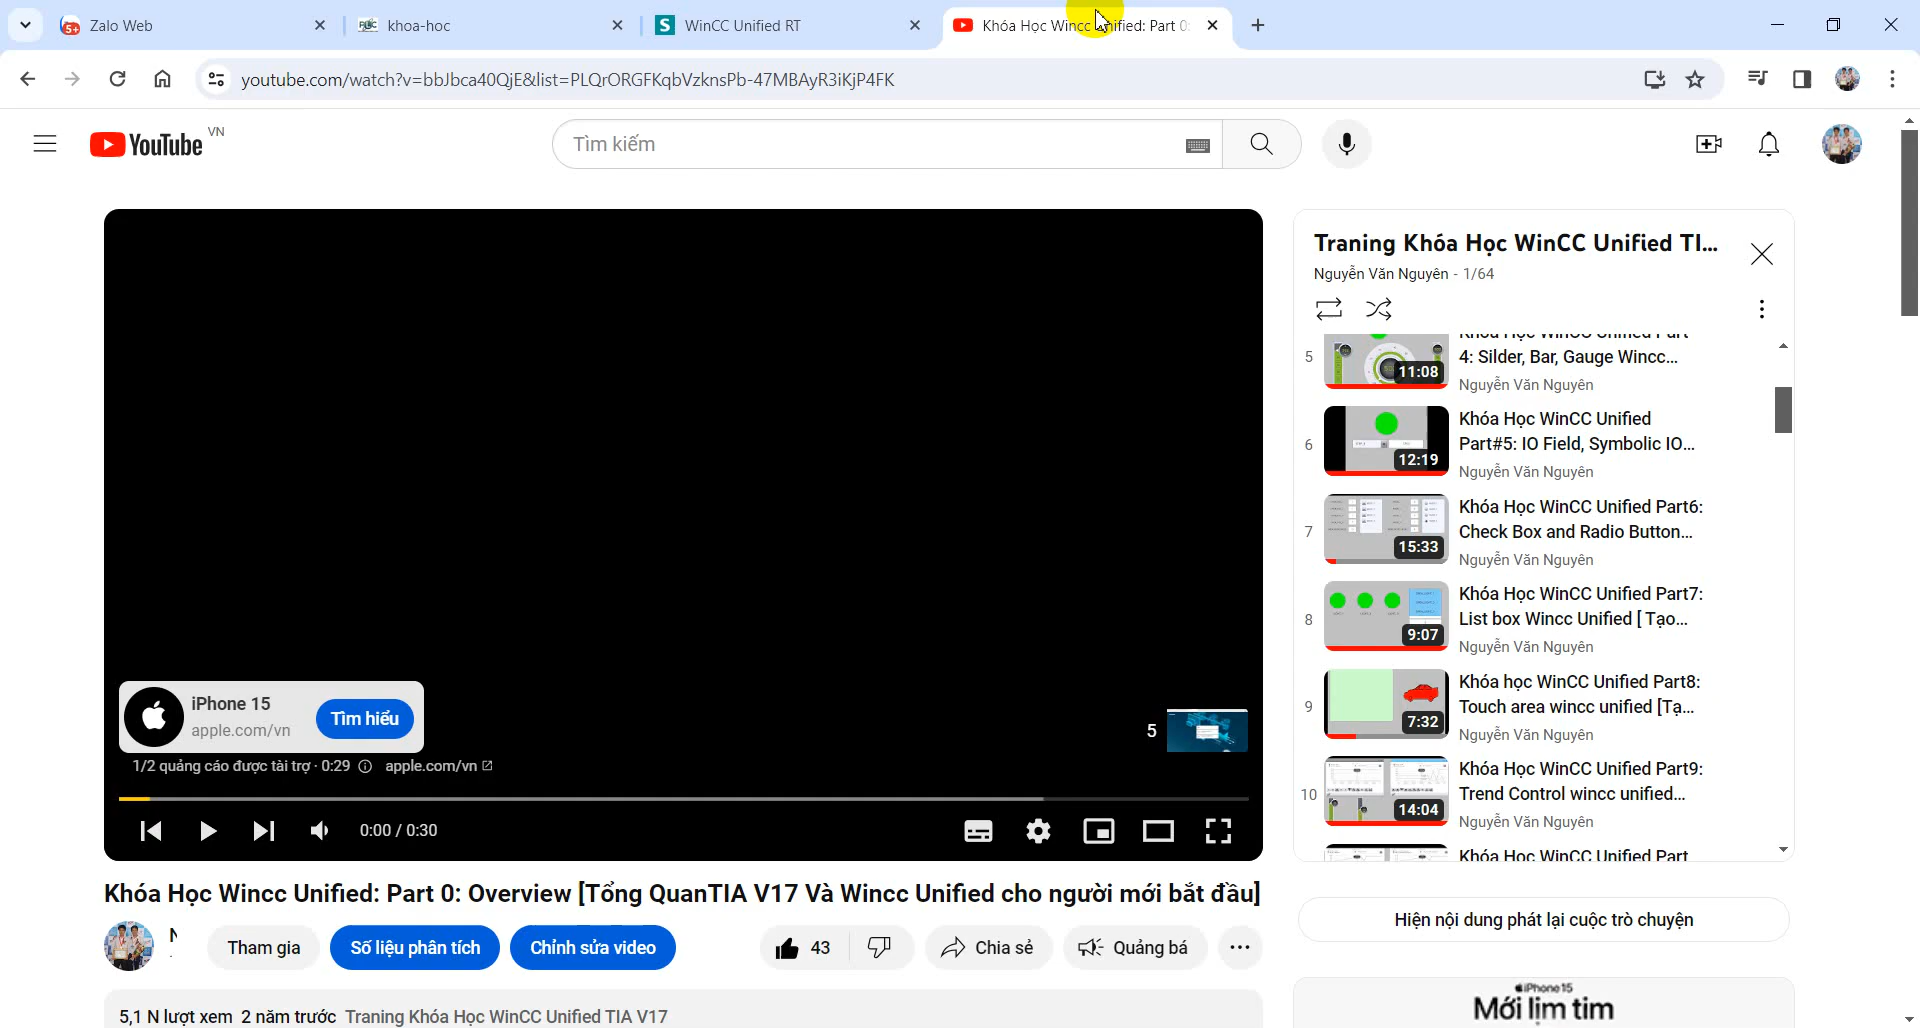 Zalo Web
khoa-hoc
WinCC Unified RT
Khóa Học Wincc Unified: Part 0:
youtube.com/watch?v=bbJbca40QjE&list=PLQrORGFKqbVzknsPb-47MBAyR3iKjP4FK
YouTube VN
Tìm kiếm
Traning Khóa Học WinCC Unified TI...
Nguyễn Văn Nguyên - 1/64
5
Khóa Học WinCC Unified Part
4: Silder, Bar, Gauge Wincc...
11:08
Nguyễn Văn Nguyên
6
Khóa Học WinCC Unified
Part#5: IO Field, Symbolic IO...
12:19
Nguyễn Văn Nguyên
7
Khóa Học WinCC Unified Part6:
Check Box and Radio Button...
15:33
Nguyễn Văn Nguyên
8
Khóa Học WinCC Unified Part7:
List box Wincc Unified [ Tạo...
9:07
Nguyễn Văn Nguyên
9
Khóa học WinCC Unified Part8:
Touch area wincc unified [Tạ...
7:32
Nguyễn Văn Nguyên
10
Khóa Học WinCC Unified Part9:
Trend Control wincc unified...
14:04
Nguyễn Văn Nguyên
Khóa Học WinCC Unified Part
iPhone 15
apple.com/vn
Tìm hiểu
5
1/2 quảng cáo được tài trợ · 0:29 apple.com/vn
0:00 / 0:30
Khóa Học Wincc Unified: Part 0: Overview [Tổng QuanTIA V17 Và Wincc Unified cho người mới bắt đầu]
Tham gia
Số liệu phân tích
Chỉnh sửa video
43
Chia sẻ
Quảng bá
Hiện nội dung phát lại cuộc trò chuyện
5,1 N lượt xem 2 năm trước Traning Khóa Học WinCC Unified TIA V17
iPhone 15
Mới lịm tim